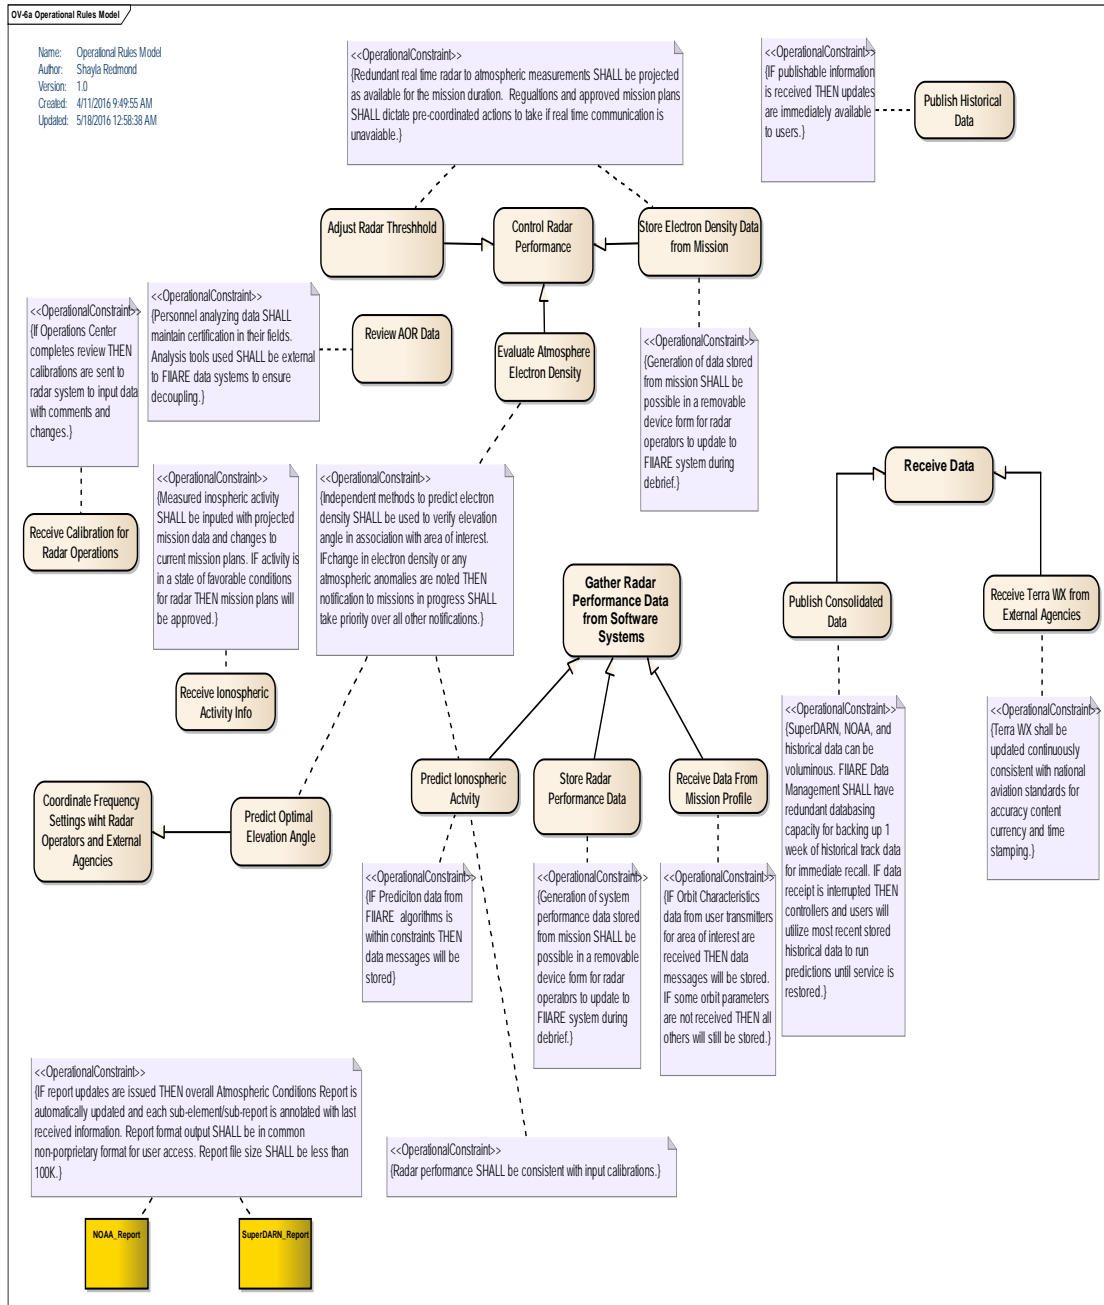 OV-6a Operational Rules Model
Name: Operational Rules Model
Author: Shayla Redmond
Version: 1.0
Created: 4/11/2016 9:49:55 AM
Updated: 5/18/2016 12:58:38 AM
<<OperationalConstraint>>
{Redundant real time radar to atmospheric measurements SHALL be projected
as available for the mission duration. Regualtions and approved mission plans
SHALL dictate pre-coordinated actions to take if real time communication is
unavaiable.}
<<OperationalConstraint>>
{IF publishable information
is received THEN updates
are immediately available
to users.}
Publish Historical
Data
Adjust Radar Threshhold
Control Radar
Performance
Store Electron Density Data
from Mission
<<OperationalConstraint>>
{If Operations Center
completes review THEN
calibrations are sent to
radar system to input data
with comments and
changes.}
<<OperationalConstraint>>
{Personnel analyzing data SHALL
maintain certification in their fields.
Analysis tools used SHALL be external
to FIIARE data systems to ensure
decoupling.}
Review AOR Data
Evaluate Atmosphere
Electron Density
<<OperationalConstraint>>
{Generation of data stored
from mission SHALL be
possible in a removable
device form for radar
operators to update to
FIIARE system during
debrief.}
Receive Data
Receive Calibration for
Radar Operations
<<OperationalConstraint>>
{Measured inospheric activity
SHALL be inputed with projected
mission data and changes to
current mission plans. IF activity is
in a state of favorable conditions
for radar THEN mission plans will
be approved.}
<<OperationalConstraint>>
{Independent methods to predict electron
density SHALL be used to verify elevation
angle in association with area of interest.
IFchange in electron density or any
atmospheric anomalies are noted THEN
notification to missions in progress SHALL
take priority over all other notifications.}
Gather Radar
Performance Data
from Software
Systems
Publish Consolidated
Data
Receive Terra WX from
External Agencies
Receive Ionospheric
Activity Info
<<OperationalConstraint>>
{SuperDARN, NOAA, and
historical data can be
voluminous. FIIARE Data
Management SHALL have
redundant databasing
capacity for backing up 1
week of historical track data
for immediate recall. IF data
receipt is interrupted THEN
controllers and users will
utilize most recent stored
historical data to run
predictions until service is
restored.}
<<OperationalConstraint>>
{Terra WX shall be
updated continuously
consistent with national
aviation standards for
accuracy content
currency and time
stamping.}
Coordinate Frequency
Settings wiht Radar
Operators and External
Agencies
Predict Optimal
Elevation Angle
Predict Ionospheric
Actvity
Store Radar
Performance Data
Receive Data From
Mission Profile
<<OperationalConstraint>>
{IF Prediciton data from
FIIARE algorithms is
within constraints THEN
data messages will be
stored}
<<OperationalConstraint>>
{Generation of system
performance data stored
from mission SHALL be
possible in a removable
device form for radar
operators to update to
FIIARE system during
debrief.}
<<OperationalConstraint>>
{IF Orbit Characteristics
data from user transmitters
for area of interest are
received THEN data
messages will be stored.
IF some orbit parameters
are not received THEN all
others will still be stored.}
<<OperationalConstraint>>
{IF report updates are issued THEN overall Atmospheric Conditions Report is
automatically updated and each sub-element/sub-report is annotated with last
received information. Report format output SHALL be in common
non-porprietary format for user access. Report file size SHALL be less than
100K.}
<<OperationalConstraint>>
{Radar performance SHALL be consistent with input calibrations.}
NOAA_Report
SuperDARN_Report